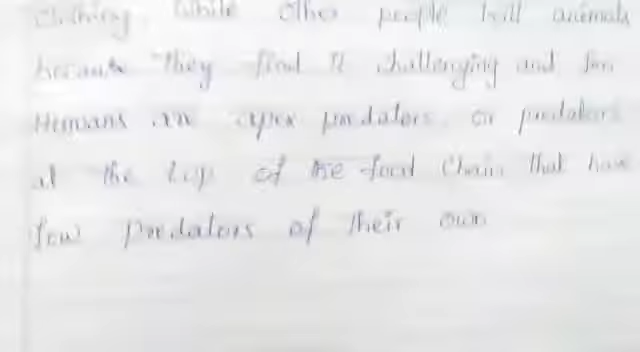 clothing while other people kill animals
because they find it challenging and fun
Humans are apex predators, or predators
at the top of the food chain that have
few predators of their own